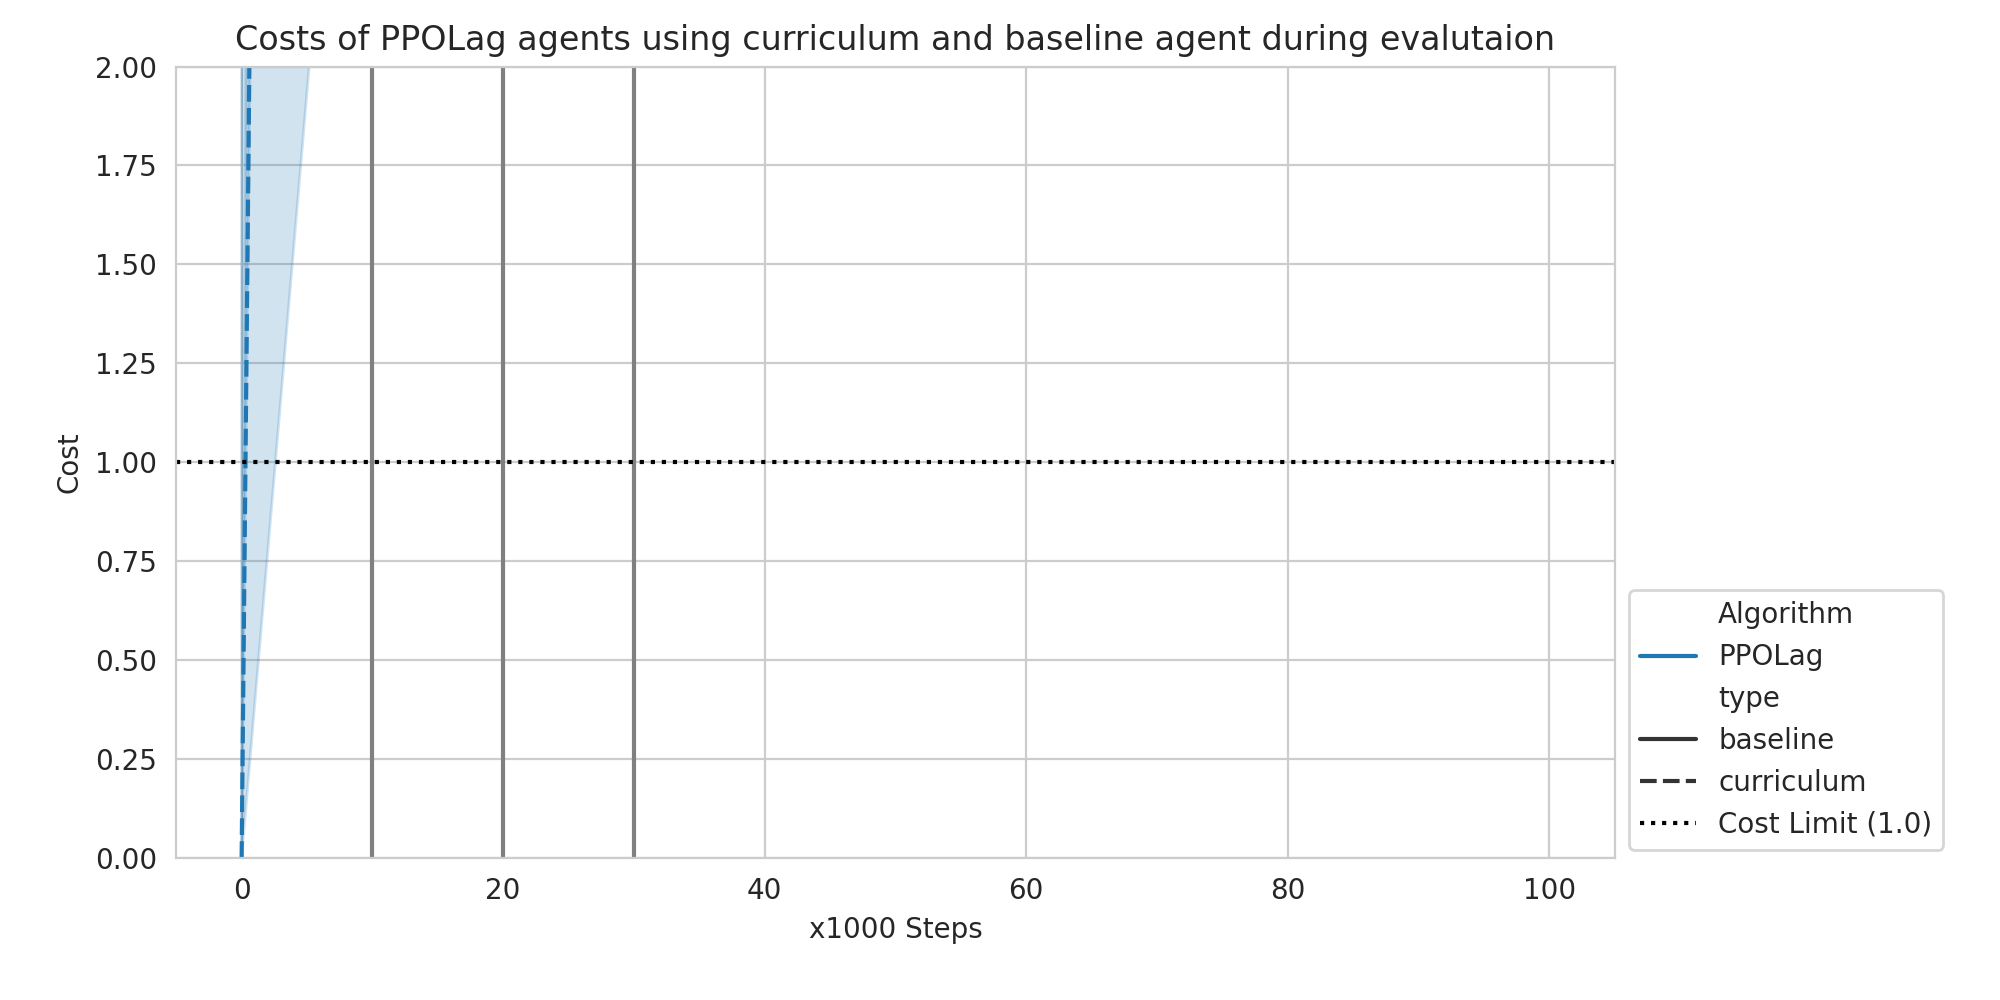 Costs of PPOLag agents using curriculum and baseline agent during evalutaion
2.00
1.75
1.50
1.25
1.00
0.75
0.50
0.25
0.00
Cost
0 20 40 60 80 100
x1000 Steps
Algorithm
PPOLag
type
baseline
curriculum
Cost Limit (1.0)